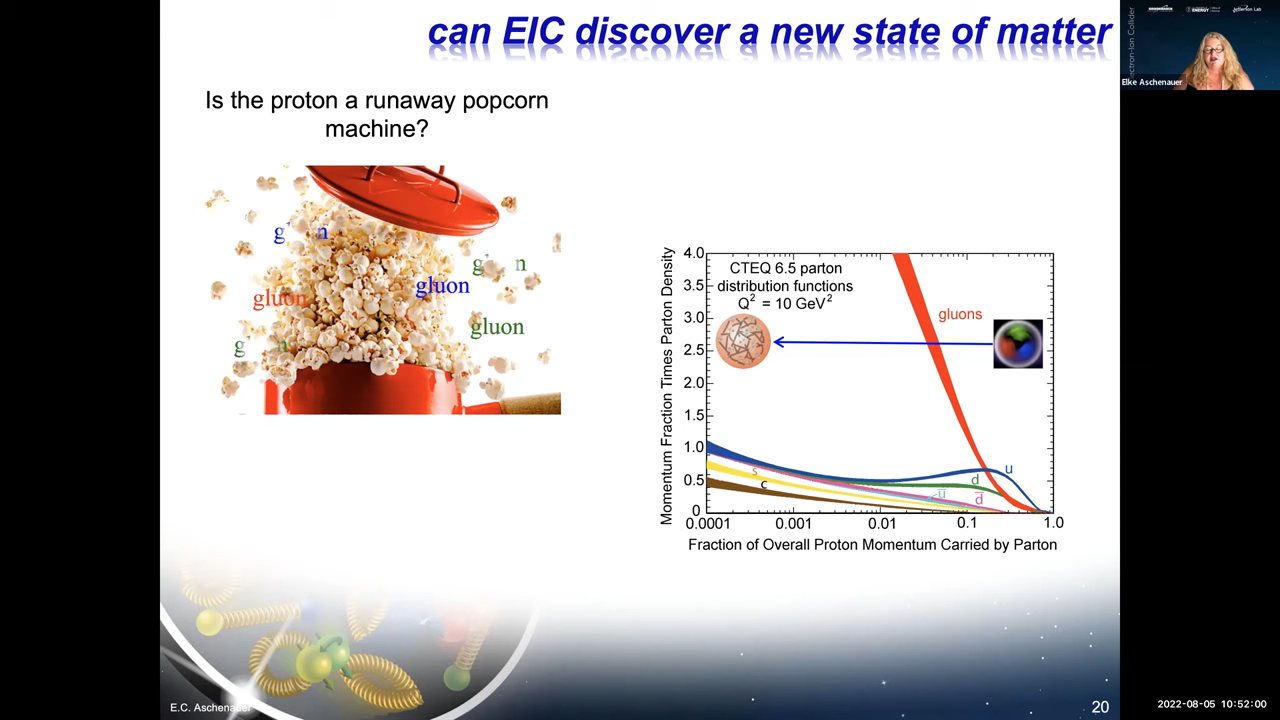 can EIC discover a new state of matter
Elke Aschenauer
Is the proton a runaway popcorn
machine?
gluon
gluon
gluon
Momentum Fraction Times Parton Density
4.0
3.5
3.0
2.5
2.0
1.5
1.0
0.5
0
CTEQ 6.5 parton
distribution functions
Q² = 10 GeV²
gluons
u
d
s
c
u̅
d̅
0.0001
0.001
0.01
0.1
1.0
Fraction of Overall Proton Momentum Carried by Parton
E.C. Aschenauer
20
2022-08-05 10:52:00